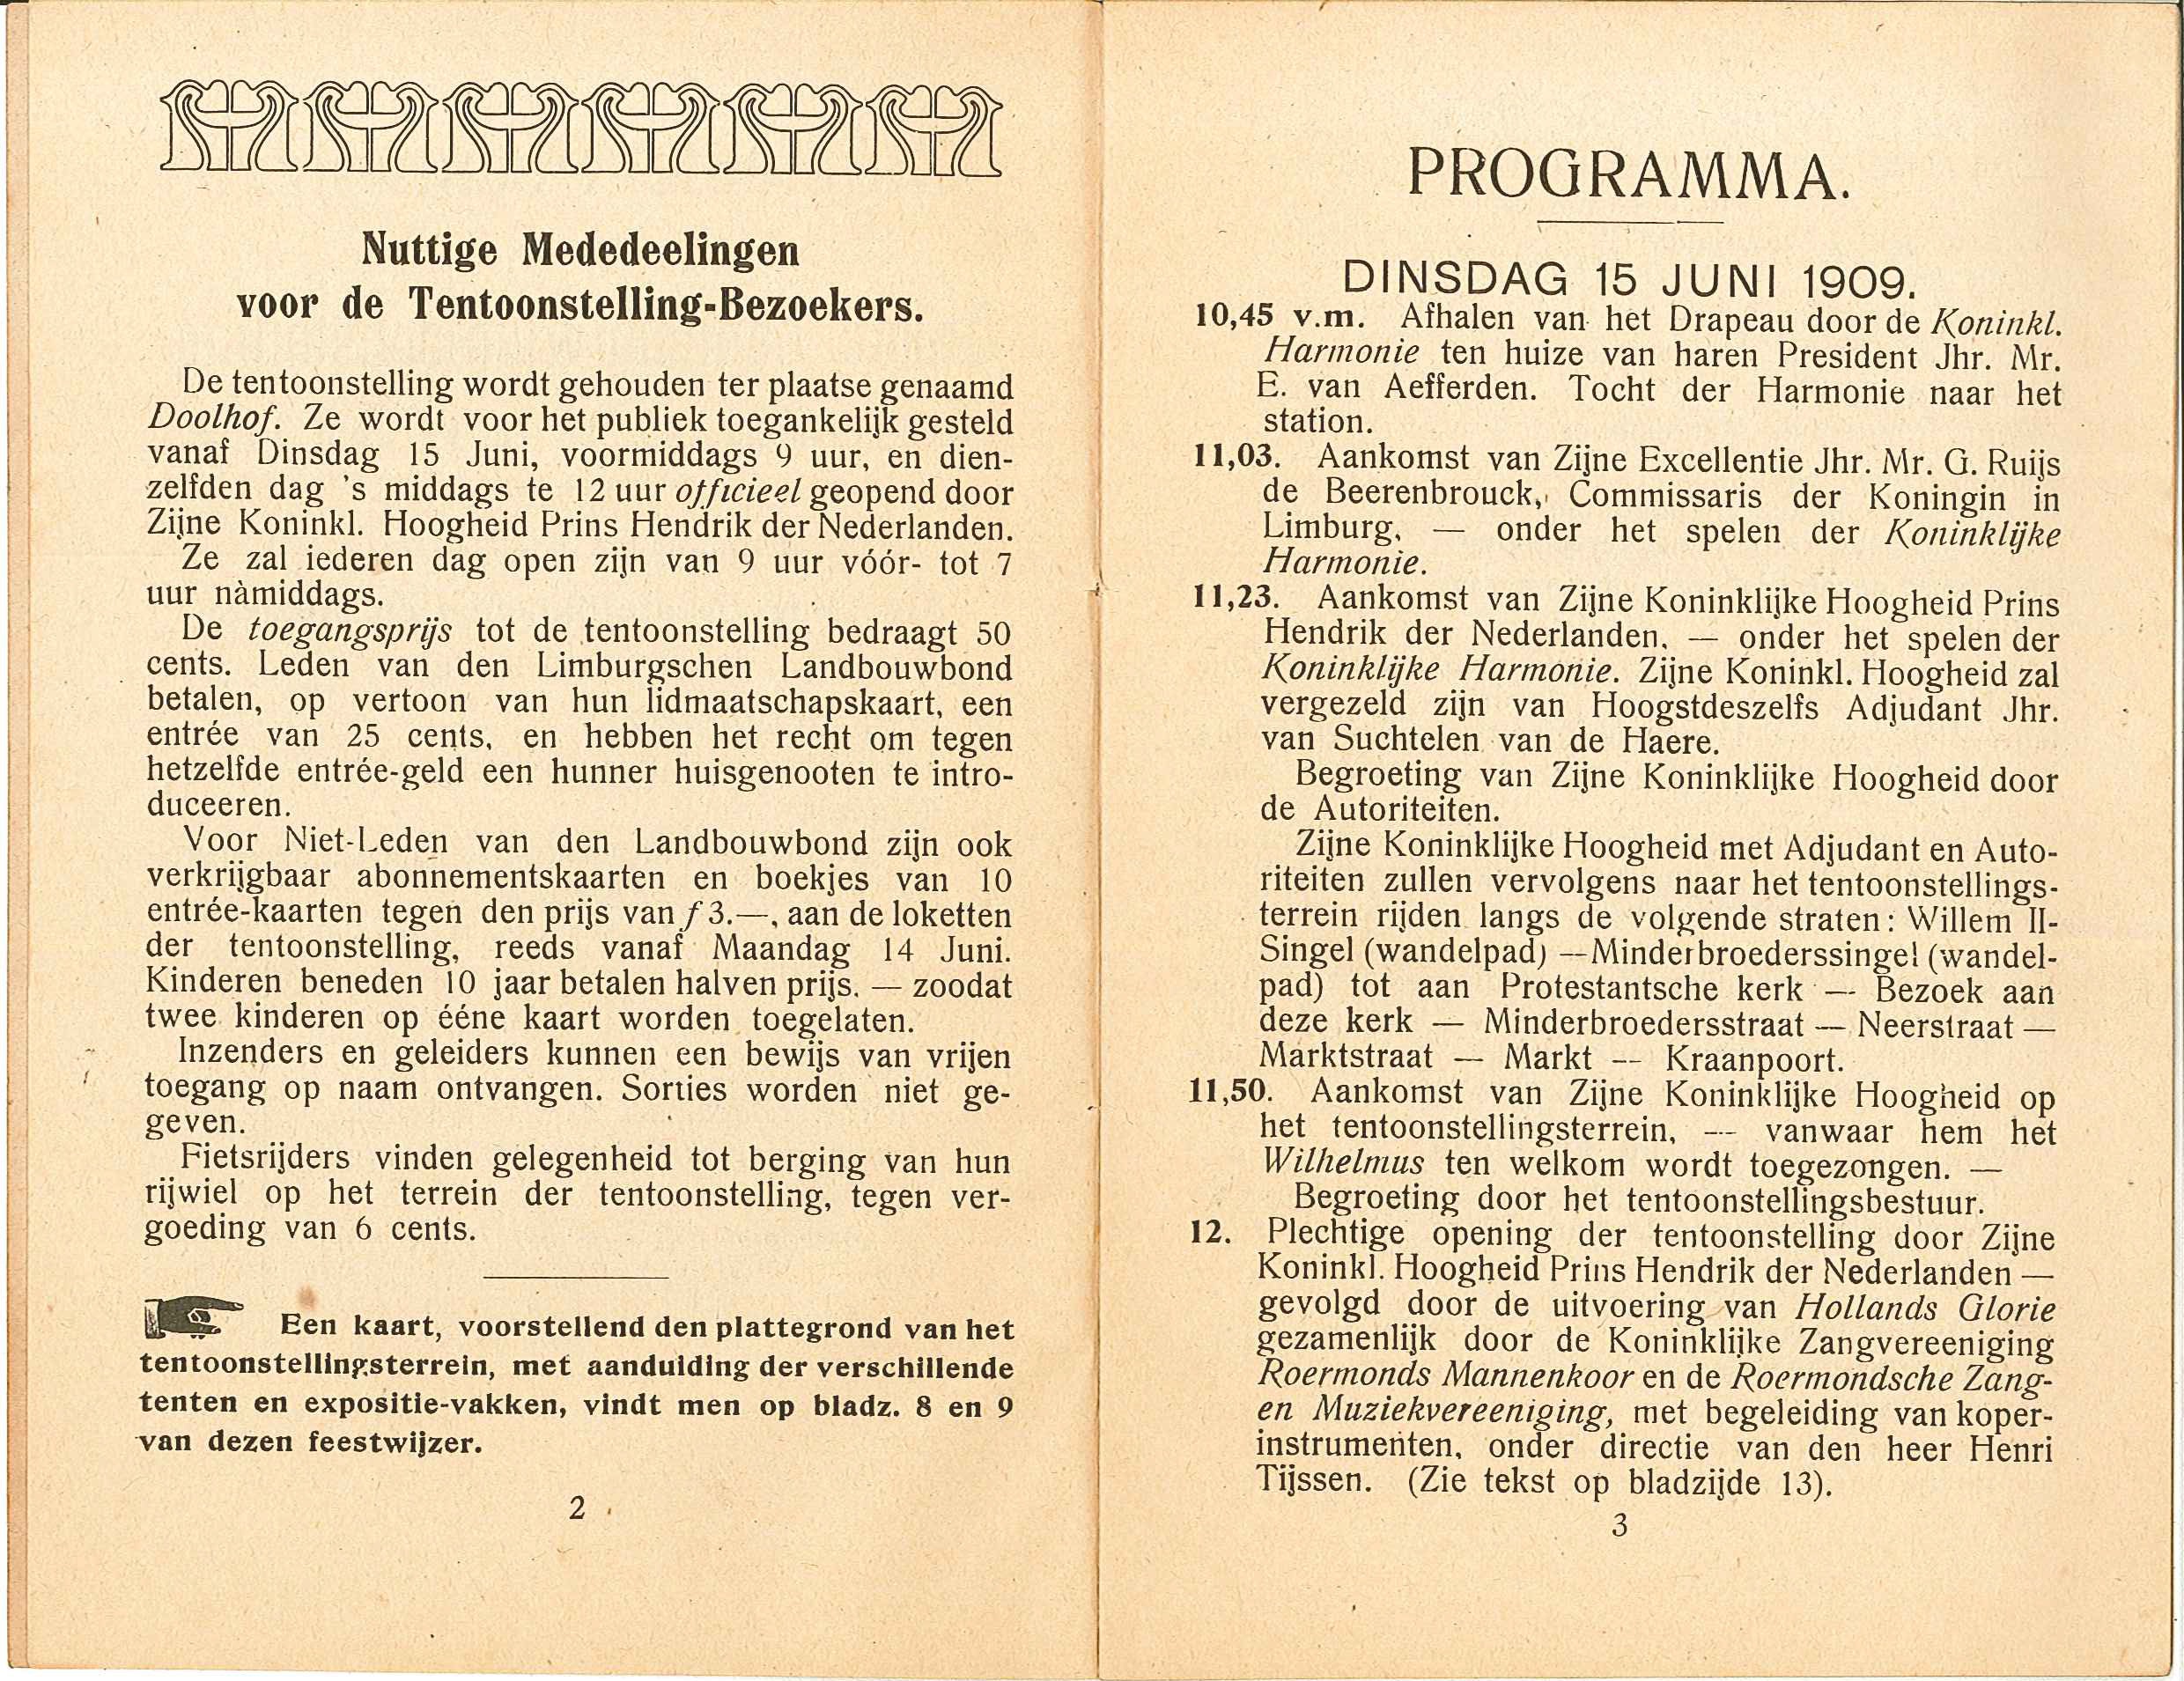 Nuttige Mededeelingen
voor de Tentoonstelling-Bezoekers.
De tentoonstelling wordt gehouden ter plaatse genaamd
Doolhof. Ze wordt voor het publiek toegankelijk gesteld
vanaf Dinsdag 15 Juni, voormiddags 9 uur, en dien-
zelfden dag 's middags te 12 uur officieel geopend door
Zijne Koninkl. Hoogheid Prins Hendrik der Nederlanden.
Ze zal iederen dag open zijn van 9 uur vóór- tot 7
uur nàmiddags.
De toegangsprijs tot de tentoonstelling bedraagt 50
cents. Leden van den Limburgschen Landbouwbond
betalen, op vertoon van hun lidmaatschapskaart, een
entrée van 25 cents, en hebben het recht om tegen
hetzelfde entrée-geld een hunner huisgenooten te intro-
duceeren.
Voor Niet-Leden van den Landbouwbond zijn ook
verkrijgbaar abonnementskaarten en boekjes van 10
entrée-kaarten tegen den prijs van ƒ 3.—, aan de loketten
der tentoonstelling, reeds vanaf Maandag 14 Juni.
Kinderen beneden 10 jaar betalen halven prijs. — zoodat
twee kinderen op ééne kaart worden toegelaten.
Inzenders en geleiders kunnen een bewijs van vrijen
toegang op naam ontvangen. Sorties worden niet ge-
geven.
Fietsrijders vinden gelegenheid tot berging van hun
rijwiel op het terrein der tentoonstelling, tegen ver-
goeding van 6 cents.
Een kaart, voorstellend den plattegrond van het
tentoonstellingsterrein, met aanduiding der verschillende
tenten en expositie-vakken, vindt men op bladz. 8 en 9
van dezen feestwijzer.
2
PROGRAMMA.
DINSDAG 15 JUNI 1909.
10,45 v.m. Afhalen van het Drapeau door de Koninkl.
Harmonie ten huize van haren President Jhr. Mr.
E. van Aefferden. Tocht der Harmonie naar het
station.
11,03. Aankomst van Zijne Excellentie Jhr. Mr. G. Ruijs
de Beerenbrouck, Commissaris der Koningin in
Limburg, — onder het spelen der Koninklijke
Harmonie.
11,23. Aankomst van Zijne Koninklijke Hoogheid Prins
Hendrik der Nederlanden, — onder het spelen der
Koninklijke Harmonie. Zijne Koninkl. Hoogheid zal
vergezeld zijn van Hoogstdeszelfs Adjudant Jhr.
van Suchtelen van de Haere.
Begroeting van Zijne Koninklijke Hoogheid door
de Autoriteiten.
Zijne Koninklijke Hoogheid met Adjudant en Auto-
riteiten zullen vervolgens naar het tentoonstellings-
terrein rijden langs de volgende straten: Willem II-
Singel (wandelpad) — Minderbroederssingel (wandel-
pad) tot aan Protestantsche kerk — Bezoek aan
deze kerk — Minderbroedersstraat — Neerstraat —
Marktstraat — Markt — Kraanpoort.
11,50. Aankomst van Zijne Koninklijke Hoogheid op
het tentoonstellingsterrein, — vanwaar hem het
Wilhelmus ten welkom wordt toegezongen. —
Begroeting door het tentoonstellingsbestuur.
12. Plechtige opening der tentoonstelling door Zijne
Koninkl. Hoogheid Prins Hendrik der Nederlanden —
gevolgd door de uitvoering van Hollands Glorie
gezamenlijk door de Koninklijke Zangvereeniging
Roermonds Mannenkoor en de Roermondsche Zang-
en Muziekvereeniging, met begeleiding van koper-
instrumenten, onder directie van den heer Henri
Tijssen. (Zie tekst op bladzijde 13).
3